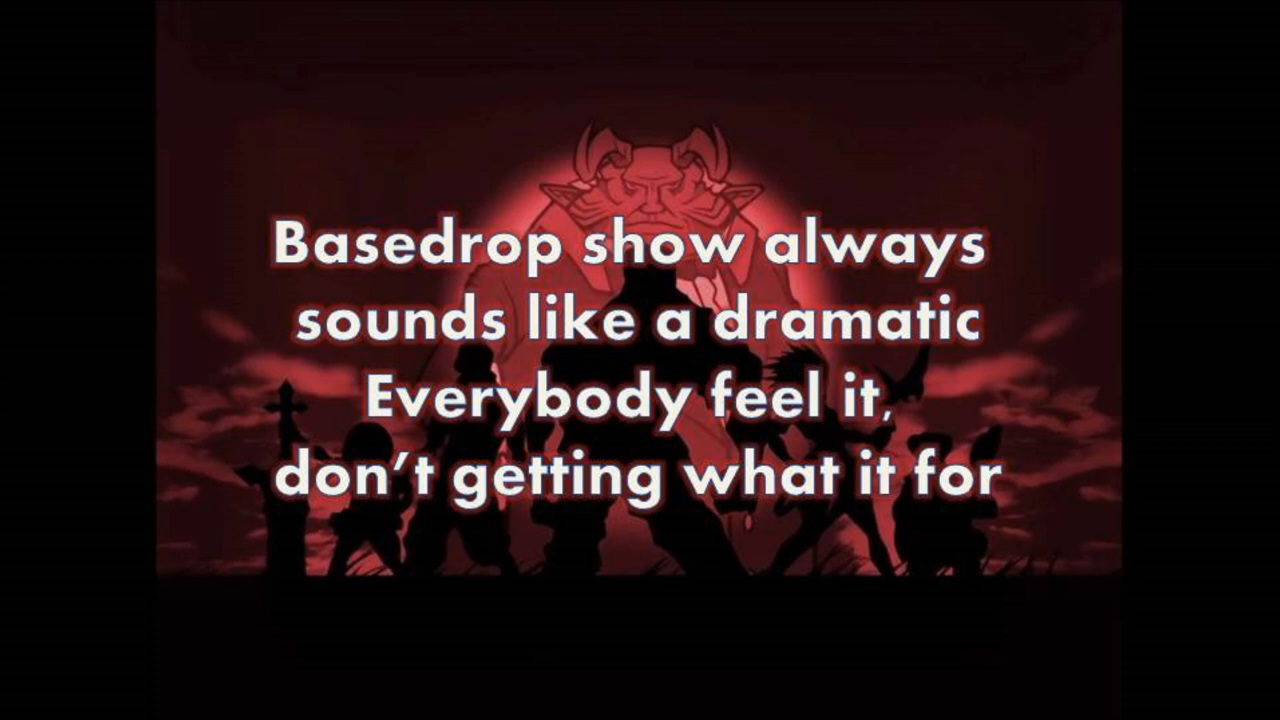 Basedrop show always
sounds like a dramatic
Everybody feel it,
don’t getting what it for